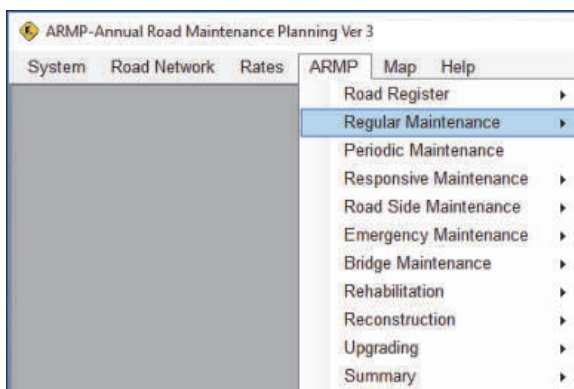 ARMP-Annual Road Maintenance Planning Ver 3
System Road Network Rates ARMP Map Help
Road Register
Regular Maintenance
Periodic Maintenance
Responsive Maintenance
Road Side Maintenance
Emergency Maintenance
Bridge Maintenance
Rehabilitation
Reconstruction
Upgrading
Summary